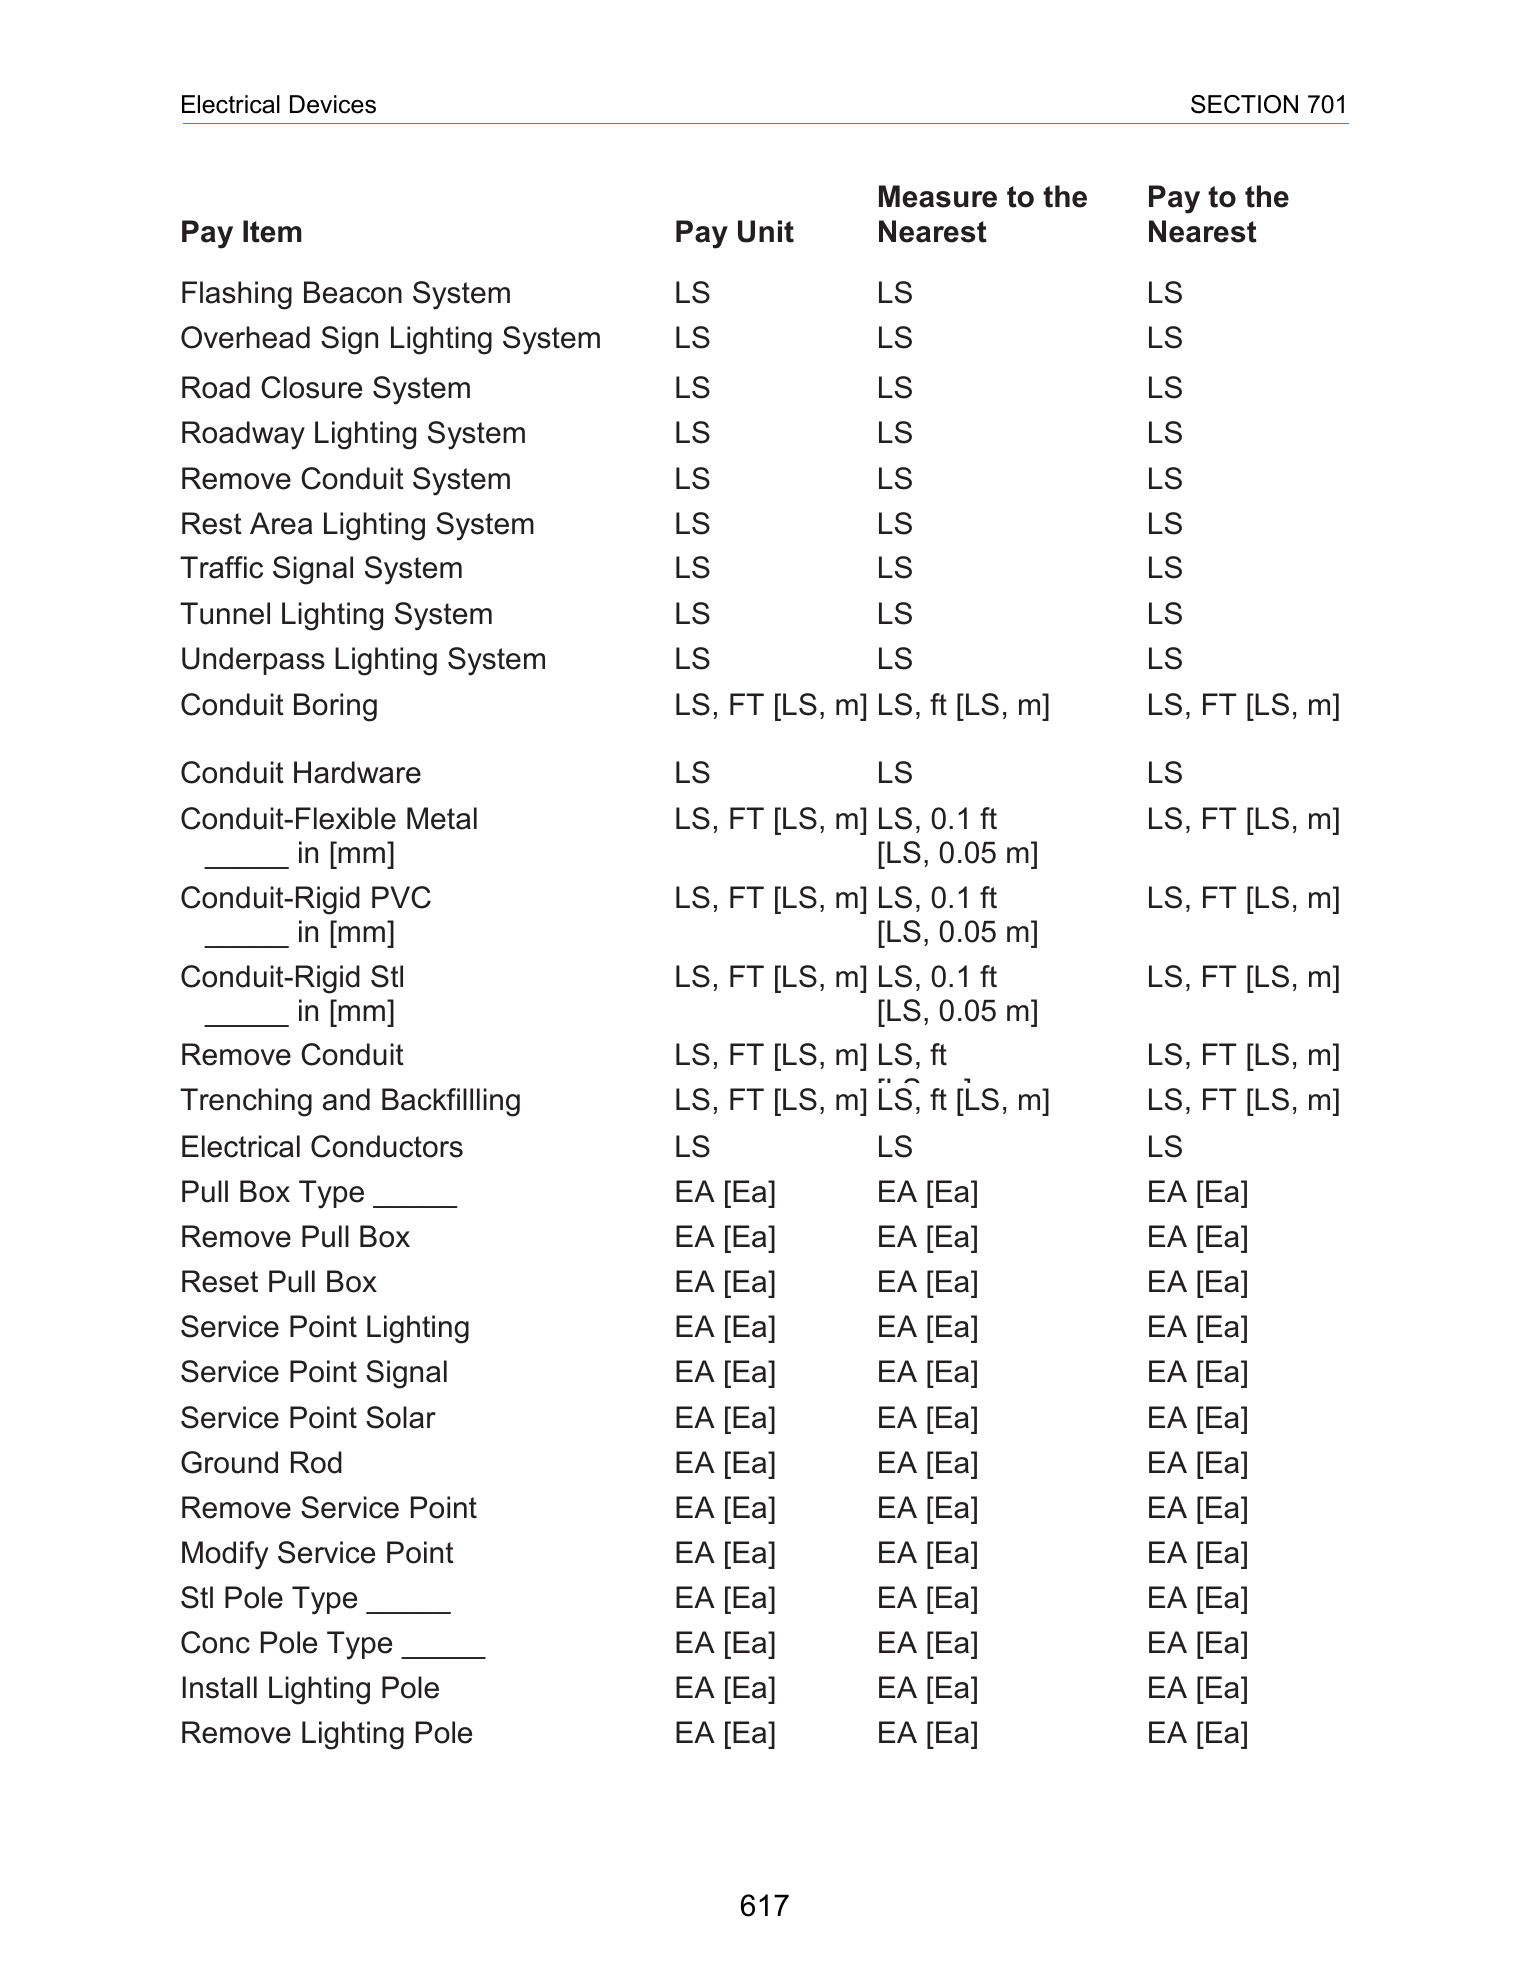 Electrical Devices SECTION 701
Measure to the Pay to the
Pay Item Pay Unit Nearest Nearest
Flashing Beacon System LS LS LS
Overhead Sign Lighting System LS LS LS
Road Closure System LS LS LS
Roadway Lighting System LS LS LS
Remove Conduit System LS LS LS
Rest Area Lighting System LS LS LS
Traffic Signal System LS LS LS
Tunnel Lighting System LS LS LS
Underpass Lighting System LS LS LS
Conduit Boring LS, FT [LS, m] LS, ft [LS, m] LS, FT [LS, m]
Conduit Hardware LS LS LS
Conduit-Flexible Metal LS, FT [LS, m] LS, 0.1 ft LS, FT [LS, m]
_____ in [mm] [LS, 0.05 m]
Conduit-Rigid PVC LS, FT [LS, m] LS, 0.1 ft LS, FT [LS, m]
_____ in [mm] [LS, 0.05 m]
Conduit-Rigid Stl LS, FT [LS, m] LS, 0.1 ft LS, FT [LS, m]
_____ in [mm] [LS, 0.05 m]
Remove Conduit LS, FT [LS, m] LS, ft LS, FT [LS, m]
Trenching and Backfillling LS, FT [LS, m] LS, ft [LS, m] LS, FT [LS, m]
Electrical Conductors LS LS LS
Pull Box Type _____ EA [Ea] EA [Ea] EA [Ea]
Remove Pull Box EA [Ea] EA [Ea] EA [Ea]
Reset Pull Box EA [Ea] EA [Ea] EA [Ea]
Service Point Lighting EA [Ea] EA [Ea] EA [Ea]
Service Point Signal EA [Ea] EA [Ea] EA [Ea]
Service Point Solar EA [Ea] EA [Ea] EA [Ea]
Ground Rod EA [Ea] EA [Ea] EA [Ea]
Remove Service Point EA [Ea] EA [Ea] EA [Ea]
Modify Service Point EA [Ea] EA [Ea] EA [Ea]
Stl Pole Type _____ EA [Ea] EA [Ea] EA [Ea]
Conc Pole Type _____ EA [Ea] EA [Ea] EA [Ea]
Install Lighting Pole EA [Ea] EA [Ea] EA [Ea]
Remove Lighting Pole EA [Ea] EA [Ea] EA [Ea]
617